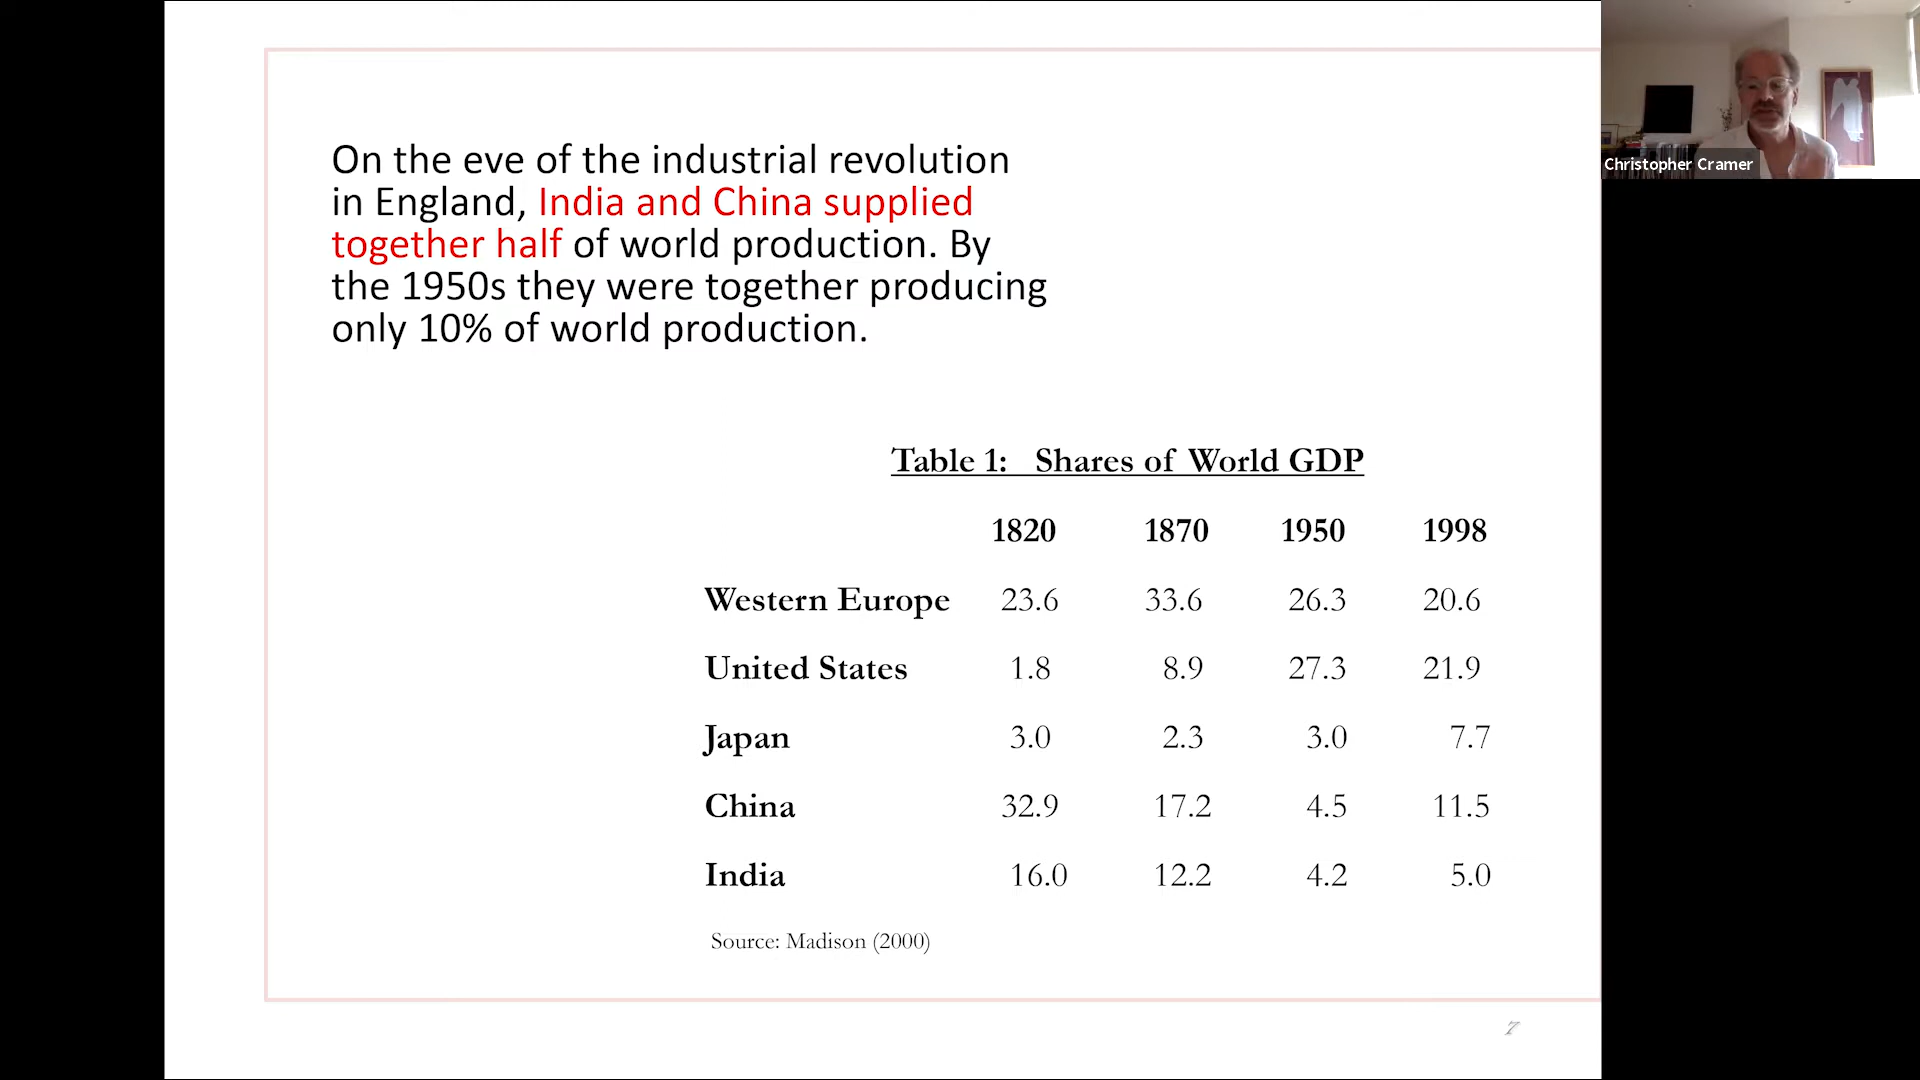 On the eve of the industrial revolution
in England, India and China supplied
together half of world production. By
the 1950s they were together producing
only 10% of world production.
Table 1: Shares of World GDP
1820 1870 1950 1998
Western Europe 23.6 33.6 26.3 20.6
United States 1.8 8.9 27.3 21.9
Japan 3.0 2.3 3.0 7.7
China 32.9 17.2 4.5 11.5
India 16.0 12.2 4.2 5.0
Source: Madison (2000)
7
Christopher Cramer